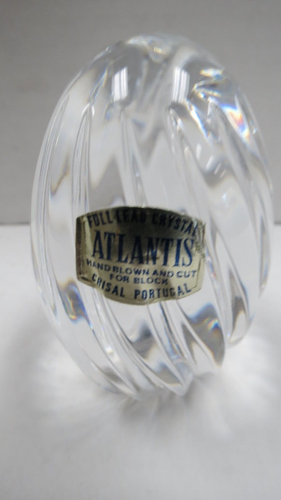 FULL LEAD CRYSTAL
ATLANTIS
HAND BLOWN AND CUT
FOR BLOCK
CRISAL PORTUGAL